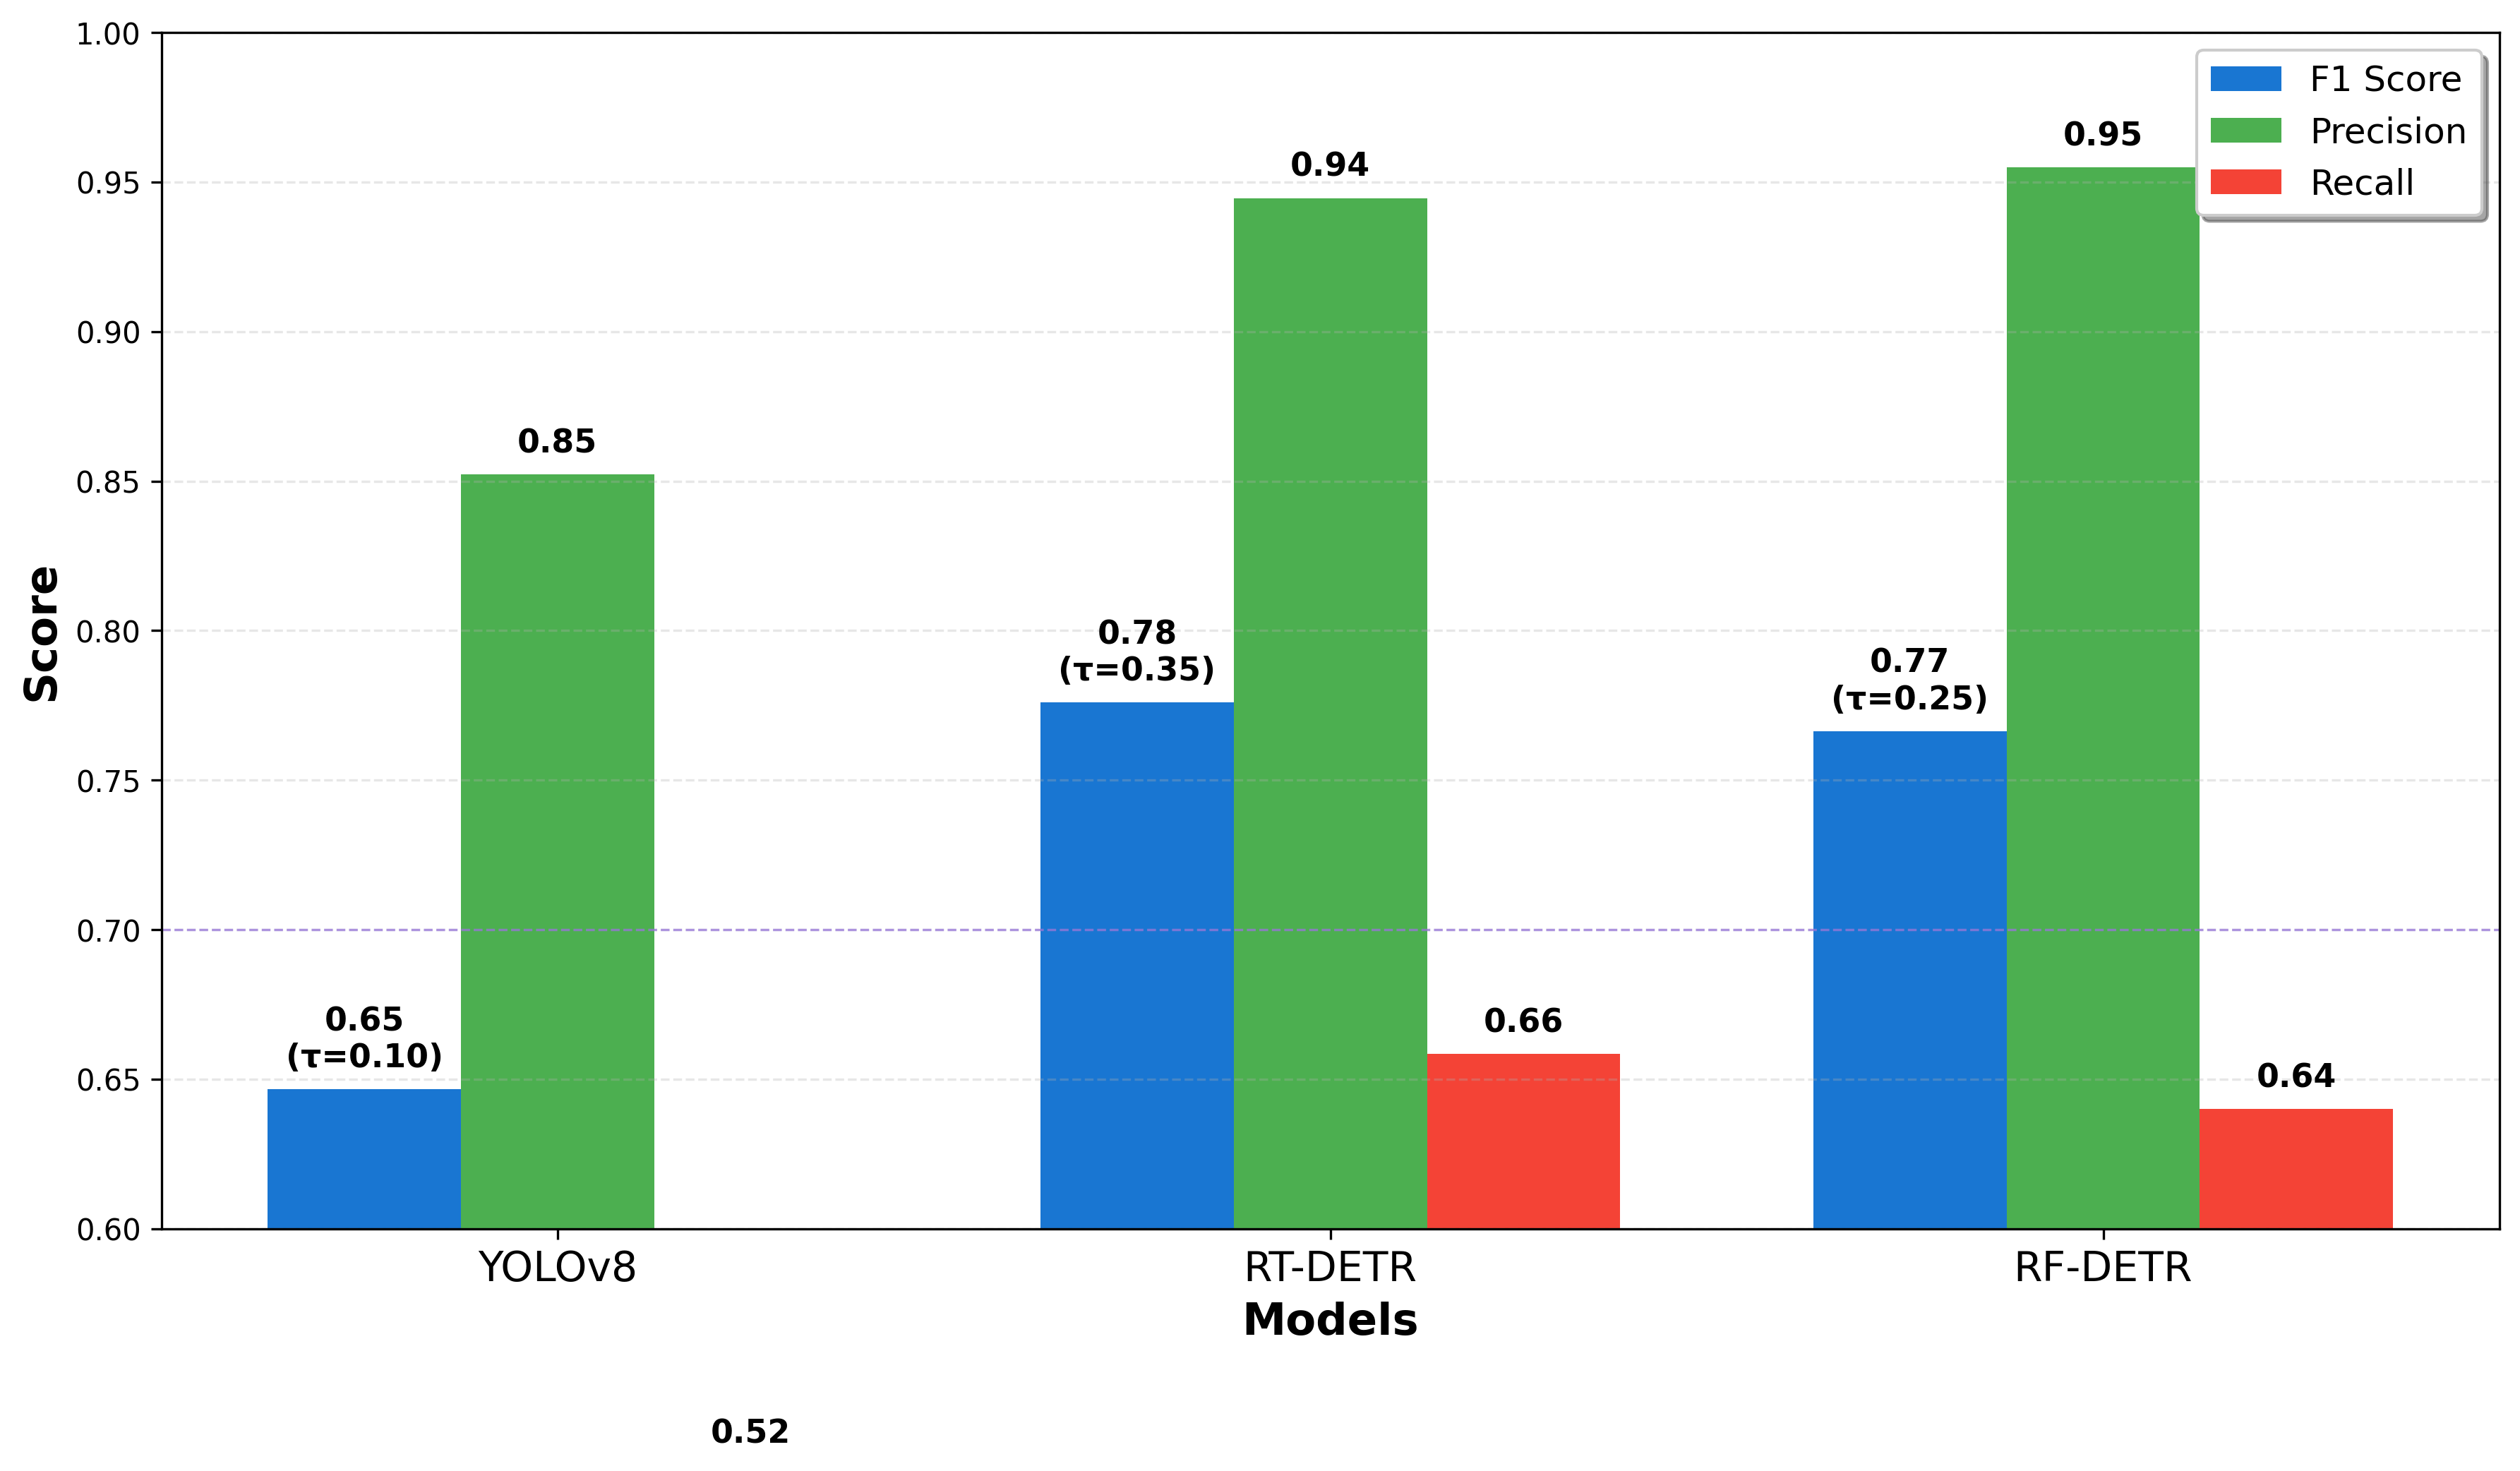 1.00
0.95
0.90
0.85
0.80
0.75
0.70
0.65
0.60
Score
F1 Score
Precision
Recall
0.65
(τ=0.10)
0.85
0.78
(τ=0.35)
0.94
0.66
0.77
(τ=0.25)
0.95
0.64
YOLOv8
RT-DETR
RF-DETR
Models
0.52